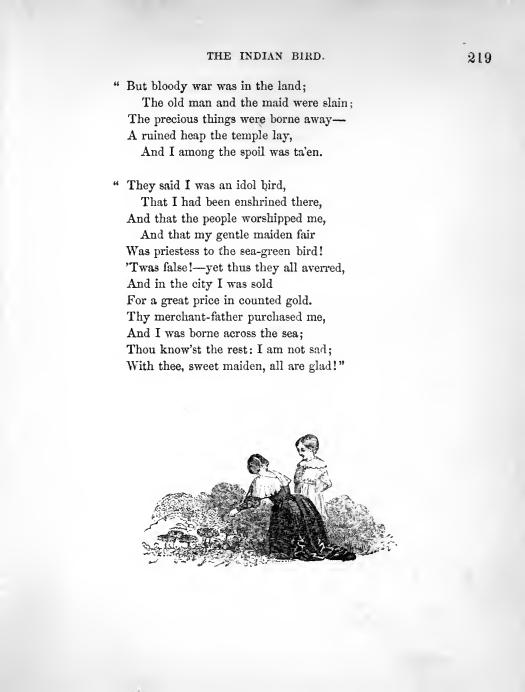 THE INDIAN BIRD. 219
“ But bloody war was in the land;
The old man and the maid were slain;
The precious things were borne away—
A ruined heap the temple lay,
And I among the spoil was ta'en.
“ They said I was an idol bird,
That I had been enshrined there,
And that the people worshipped me,
And that my gentle maiden fair
Was priestess to the sea-green bird!
'Twas false!—yet thus they all averred,
And in the city I was sold
For a great price in counted gold.
Thy merchant-father purchased me,
And I was borne across the sea;
Thou know'st the rest: I am not sad;
With thee, sweet maiden, all are glad!”